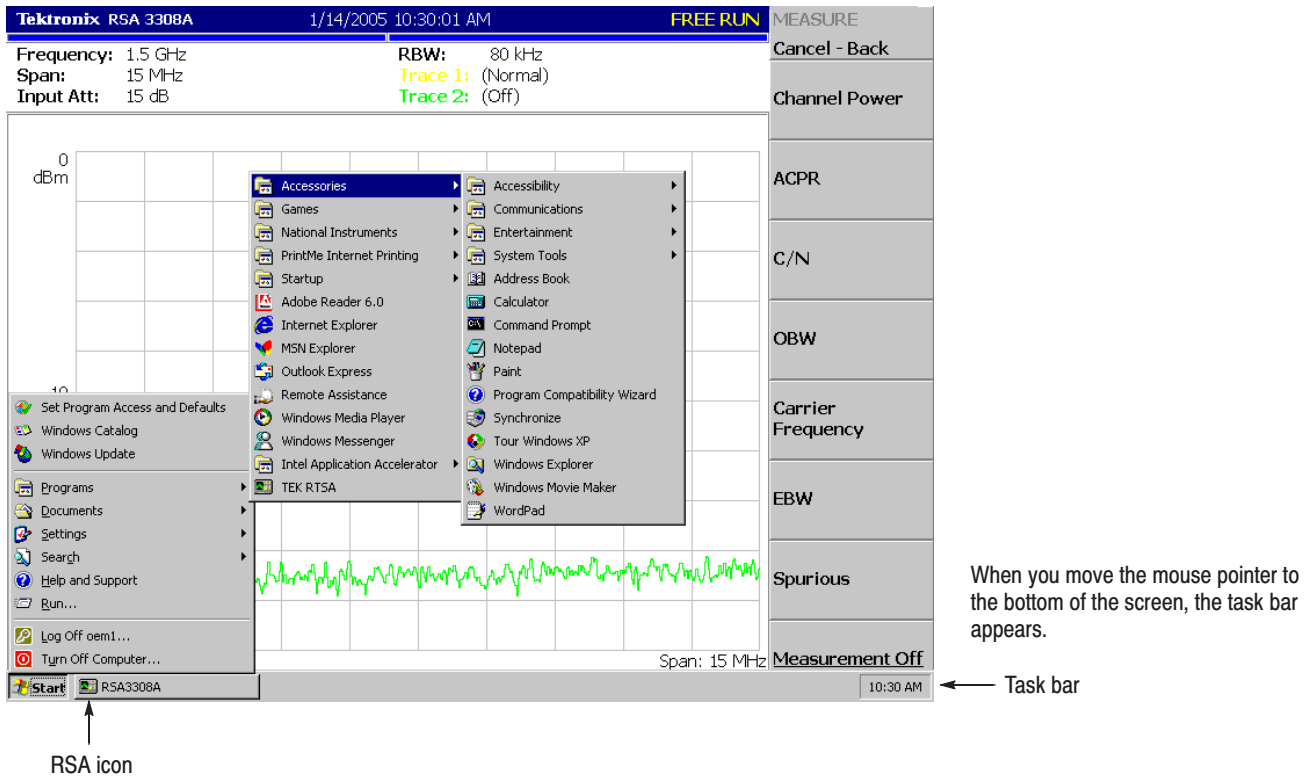 Tektronix RSA 3308A 1/14/2005 10:30:01 AM FREE RUN
Frequency: 1.5 GHz RBW: 80 kHz
Span: 15 MHz Trace 1: (Normal)
Input Att: 15 dB Trace 2: (Off)
MEASURE
Cancel - Back
Channel Power
ACPR
C/N
OBW
Carrier
Frequency
EBW
Spurious
Measurement Off
0
dBm
10
Span: 15 MHz
Set Program Access and Defaults
Windows Catalog
Windows Update
Programs
Documents
Settings
Search
Help and Support
Run...
Log Off oem1...
Turn Off Computer...
Accessories
Games
National Instruments
PrintMe Internet Printing
Startup
Adobe Reader 6.0
Internet Explorer
MSN Explorer
Outlook Express
Remote Assistance
Windows Media Player
Windows Messenger
Intel Application Accelerator
TEK RTSA
Accessibility
Communications
Entertainment
System Tools
Address Book
Calculator
Command Prompt
Notepad
Paint
Program Compatibility Wizard
Synchronize
Tour Windows XP
Windows Explorer
Windows Movie Maker
WordPad
Start RSA3308A 10:30 AM
When you move the mouse pointer to
the bottom of the screen, the task bar
appears.
Task bar
RSA icon